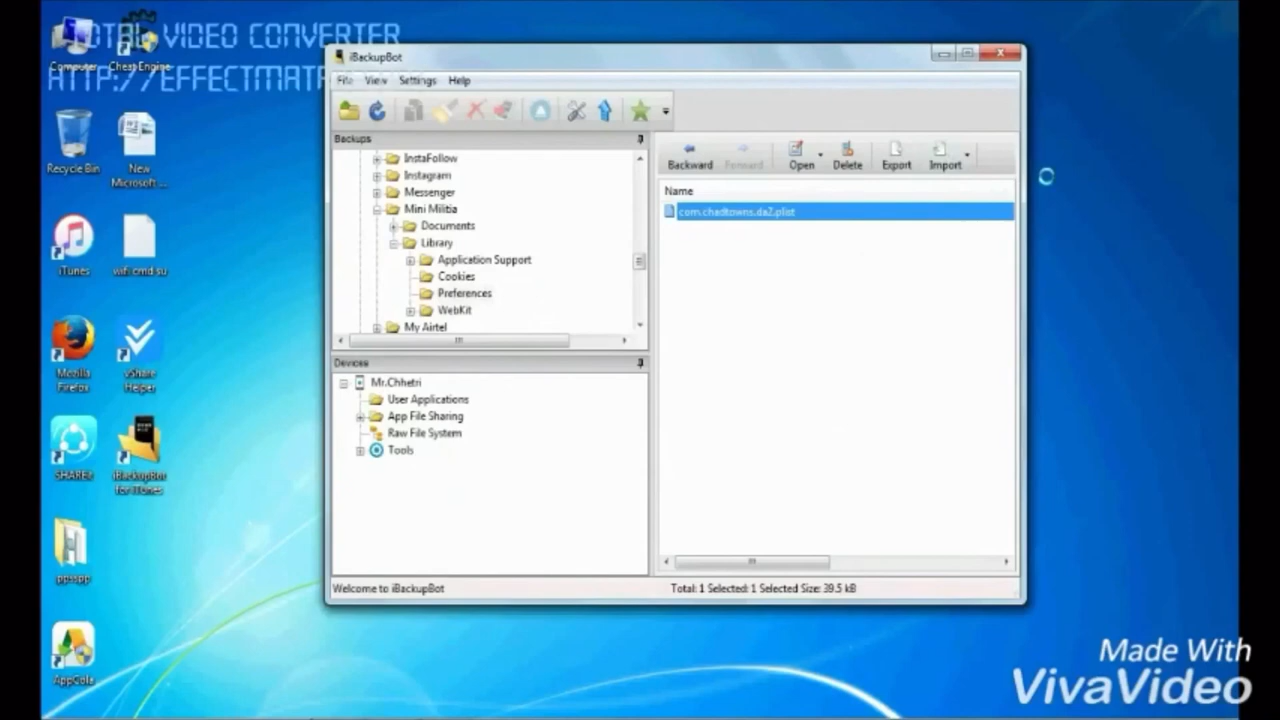 TOTAL VIDEO CONVERTER
Computer
Cheat Engine
Recycle Bin
New Microsoft ...
iTunes
wifi cmd su
Mozilla Firefox
vShare Helper
SHAREit
iBackupBot for iTunes
ppsspp
AppCola
iBackupBot
File View Settings Help
Backups
InstaFollow
Instagram
Messenger
Mini Militia
Documents
Library
Application Support
Cookies
Preferences
WebKit
My Airtel
Devices
Mr.Chhetri
User Applications
App File Sharing
Raw File System
Tools
Welcome to iBackupBot
Backward Forward Open Delete Export Import
Name
com.chadtowns.da2.plist
Total: 1 Selected: 1 Selected Size: 39.5 kB
Made With
VivaVideo